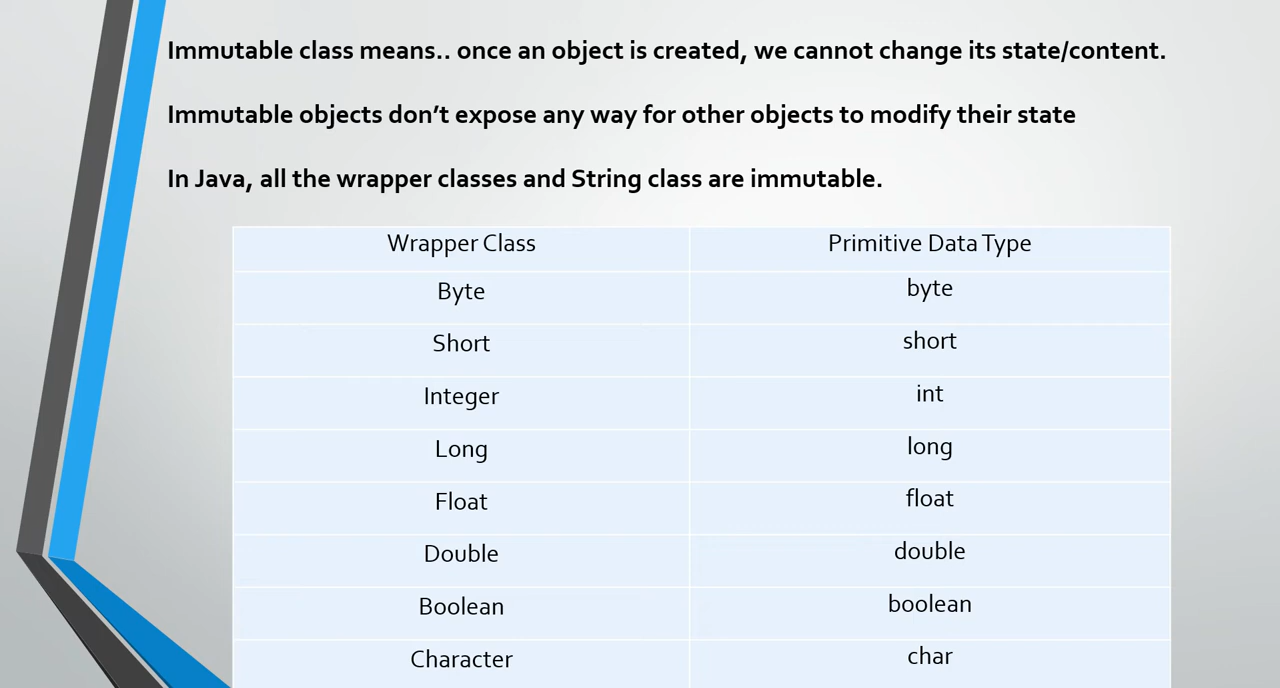 Immutable class means.. once an object is created, we cannot change its state/content.
Immutable objects don’t expose any way for other objects to modify their state
In Java, all the wrapper classes and String class are immutable.
Wrapper Class Primitive Data Type
Byte byte
Short short
Integer int
Long long
Float float
Double double
Boolean boolean
Character char